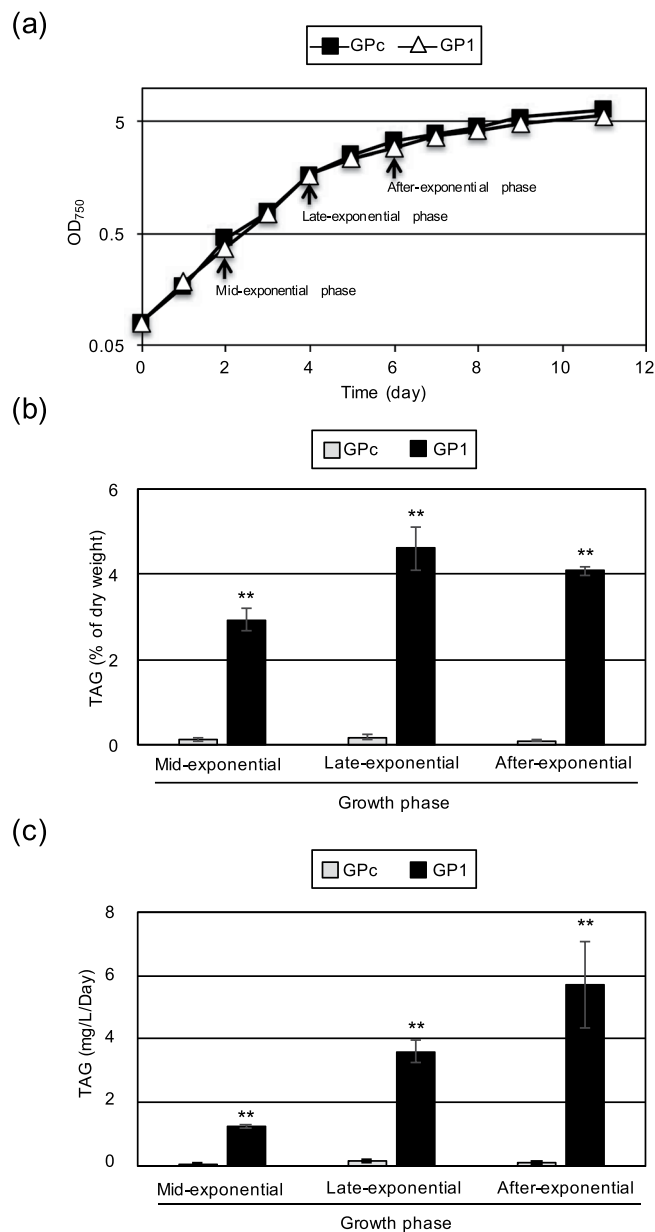 (a)
GPc GP1
5
0.5
0.05
OD750
After-exponential phase
Late-exponential phase
Mid-exponential phase
0 2 4 6 8 10 12
Time (day)
(b)
GPc GP1
6
4
2
0
TAG (% of dry weight)
** ** **
Mid-exponential Late-exponential After-exponential
Growth phase
(c)
GPc GP1
8
6
4
2
0
TAG (mg/L/Day)
** ** **
Mid-exponential Late-exponential After-exponential
Growth phase